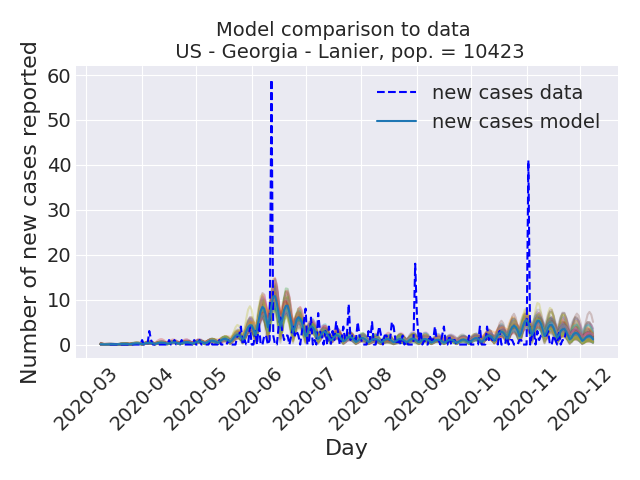 Model comparison to data
US - Georgia - Lanier, pop. = 10423
Number of new cases reported
60
50
40
30
20
10
0
new cases data
new cases model
2020-03
2020-04
2020-05
2020-06
2020-07
2020-08
2020-09
2020-10
2020-11
2020-12
Day